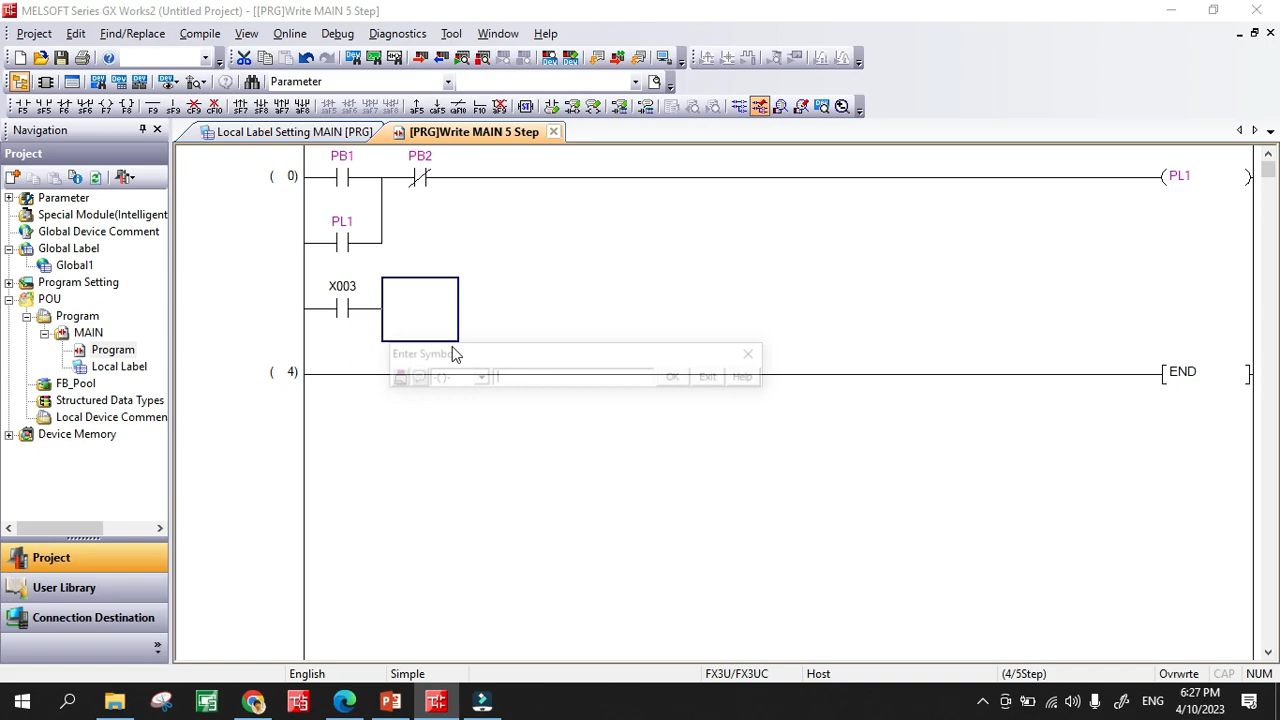 MELSOFT Series GX Works2 (Untitled Project) - [[PRG]Write MAIN 5 Step]
Project Edit Find/Replace Compile View Online Debug Diagnostics Tool Window Help
Parameter
Navigation
Local Label Setting MAIN [PRG]
[PRG]Write MAIN 5 Step
Project
Parameter
Special Module(Intelligent
Global Device Comment
Global Label
Global1
Program Setting
POU
Program
MAIN
Program
Local Label
FB_Pool
Structured Data Types
Local Device Commen
Device Memory
Project
User Library
Connection Destination
PB1 PB2
( 0) PL1
PL1
X003
Enter Symbo
-( )- OK Exit Help
( 4) END
English Simple FX3U/FX3UC Host (4/5Step) Ovrwrte CAP NUM
ENG
6:27 PM
4/10/2023